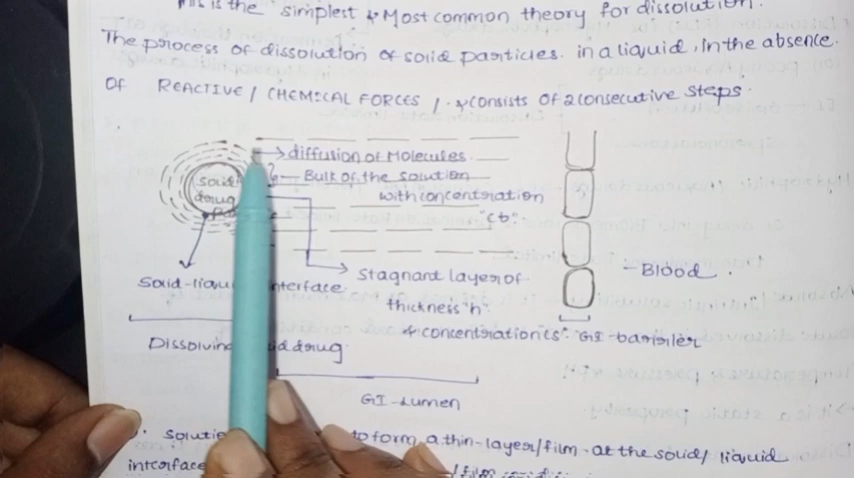 is the simplest & Most common theory for dissolution.
The process of dissolution of solid particles. in a liquid, in the absence.
Of REACTIVE / CHEMICAL FORCES / . & consists Of 2 consecutive steps.
diffusion of Molecules.
solid
drug
Bulk of the solution
with concentration
"Cb".
Stagnant layer of
thickness "h".
& concentration "cs".
- Blood.
Solid-liqu nterface
GI-barrier
Dissolving id drug
GI-Lumen
Solutio to form a thin-layer/film at the solid/ liquid
interface